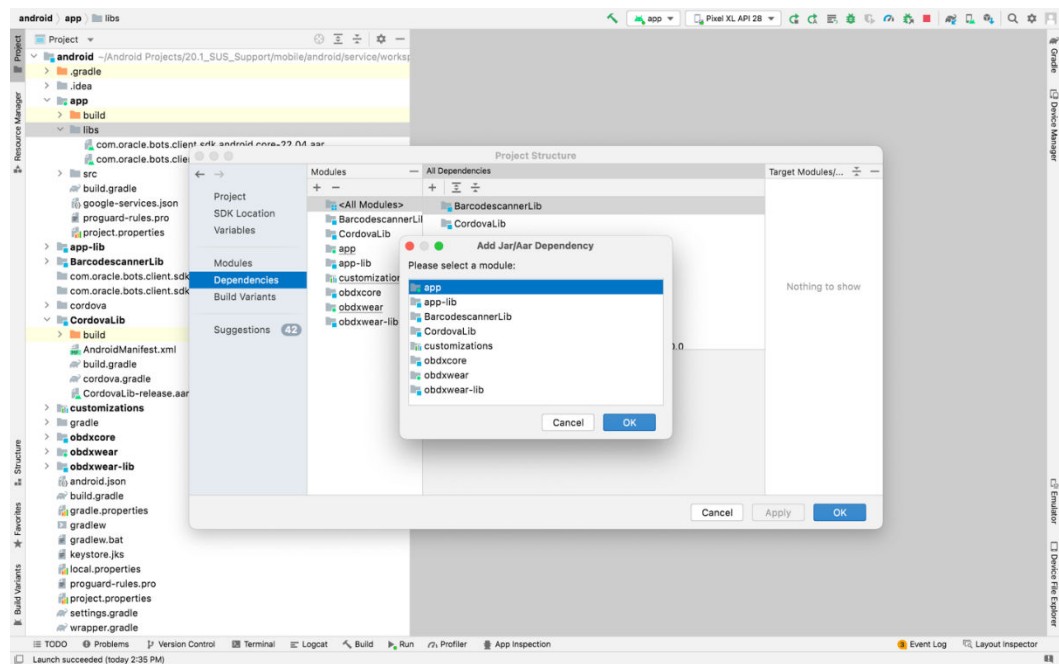 android app libs
app
Pixel XL API 28
Project
android ~/Android Projects/20.1_SUS_Support/mobile/android/service/worksp
.gradle
.idea
app
build
libs
com.oracle.bots.client.sdk.android.core-22.04.aar
com.oracle.bots.clie
src
build.gradle
google-services.json
proguard-rules.pro
project.properties
app-lib
BarcodescannerLib
com.oracle.bots.client.sdk
com.oracle.bots.client.sdk
cordova
CordovaLib
build
AndroidManifest.xml
build.gradle
cordova.gradle
CordovaLib-release.aar
customizations
gradle
obdxcore
obdxwear
obdxwear-lib
android.json
build.gradle
gradle.properties
gradlew
gradlew.bat
keystore.jks
local.properties
proguard-rules.pro
project.properties
settings.gradle
wrapper.gradle
Project
Resource Manager
Structure
Favorites
Build Variants
Project Structure
Project
SDK Location
Variables
Modules
Dependencies
Build Variants
Suggestions 42
Modules
<All Modules>
BarcodescannerLi
CordovaLib
app
app-lib
customization
obdxcore
obdxwear
obdxwear-lib
All Dependencies
BarcodescannerLib
CordovaLib
0.0
Target Modules/...
Nothing to show
Add Jar/Aar Dependency
Please select a module:
app
app-lib
BarcodescannerLib
CordovaLib
customizations
obdxcore
obdxwear
obdxwear-lib
Cancel OK
Cancel Apply OK
Gradle
Device Manager
Emulator
Device File Explorer
TODO Problems Version Control Terminal Logcat Build Run Profiler App Inspection 3 Event Log Layout Inspector
Launch succeeded (today 2:35 PM)